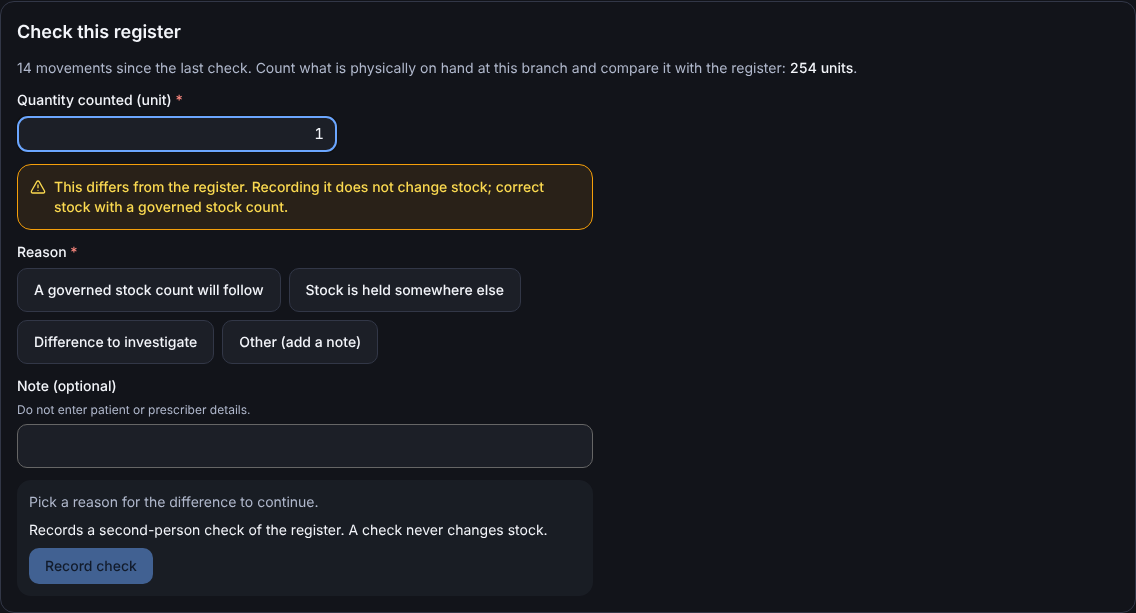 Check this register
14 movements since the last check. Count what is physically on hand at this branch and compare it with the register: 254 units.
Quantity counted (unit) *
1
This differs from the register. Recording it does not change stock; correct
stock with a governed stock count.
Reason *
A governed stock count will follow
Stock is held somewhere else
Difference to investigate
Other (add a note)
Note (optional)
Do not enter patient or prescriber details.
Pick a reason for the difference to continue.
Records a second-person check of the register. A check never changes stock.
Record check